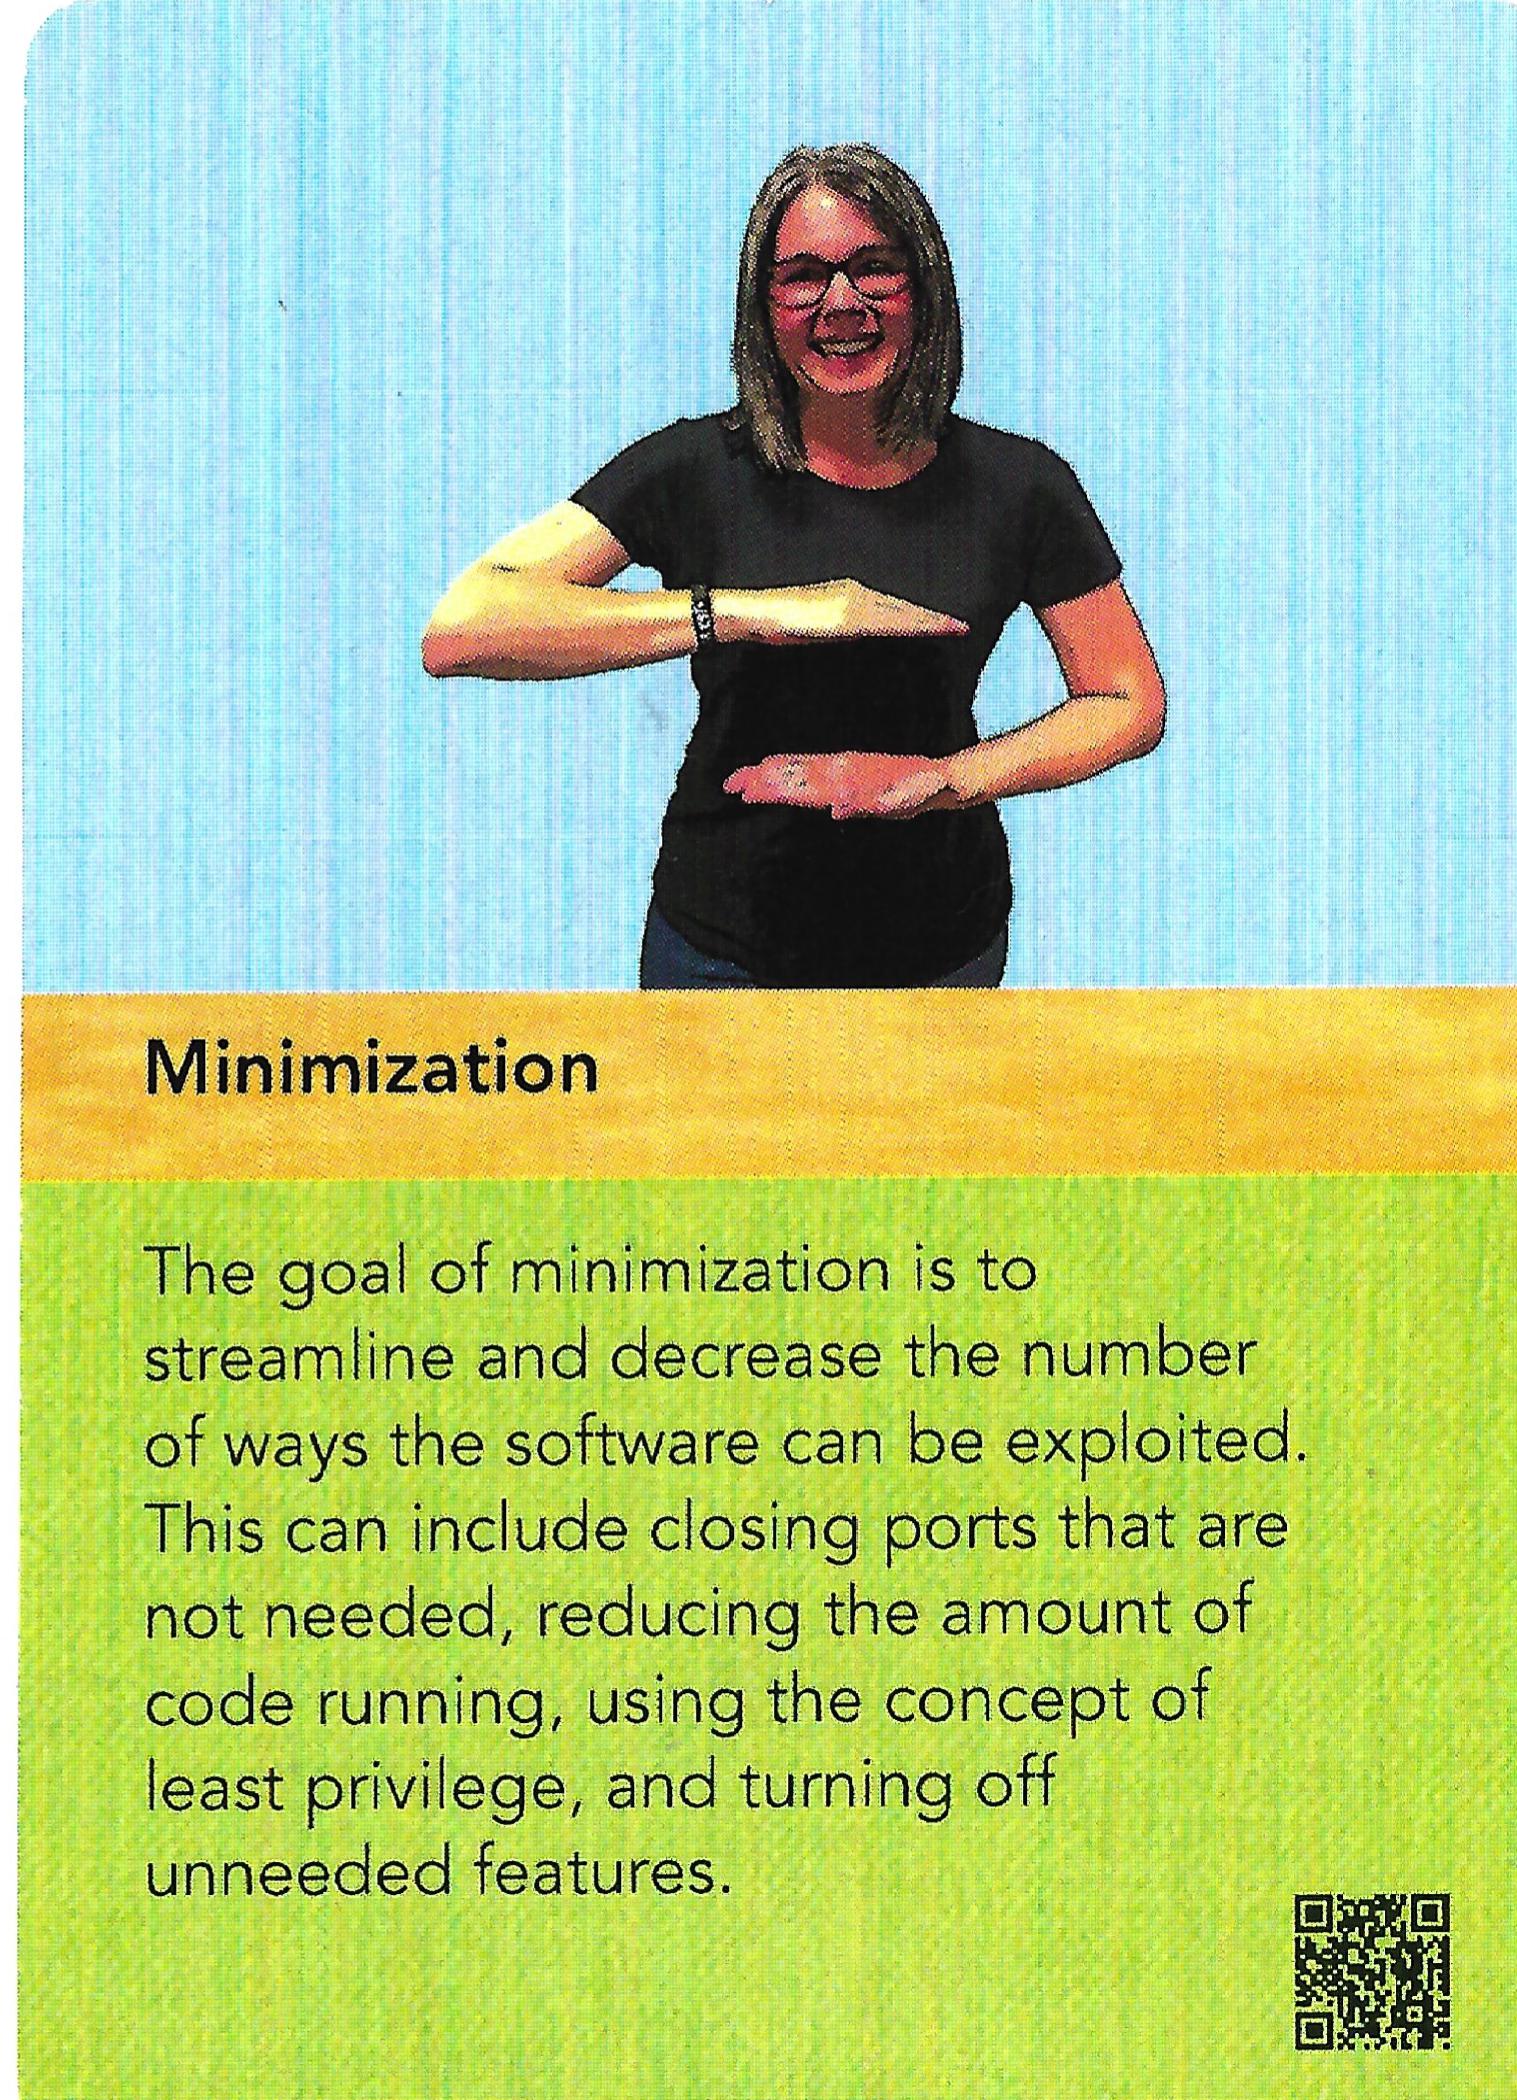 Minimization
The goal of minimization is to
streamline and decrease the number
of ways the software can be exploited.
This can include closing ports that are
not needed, reducing the amount of
code running, using the concept of
least privilege, and turning off
unneeded features.